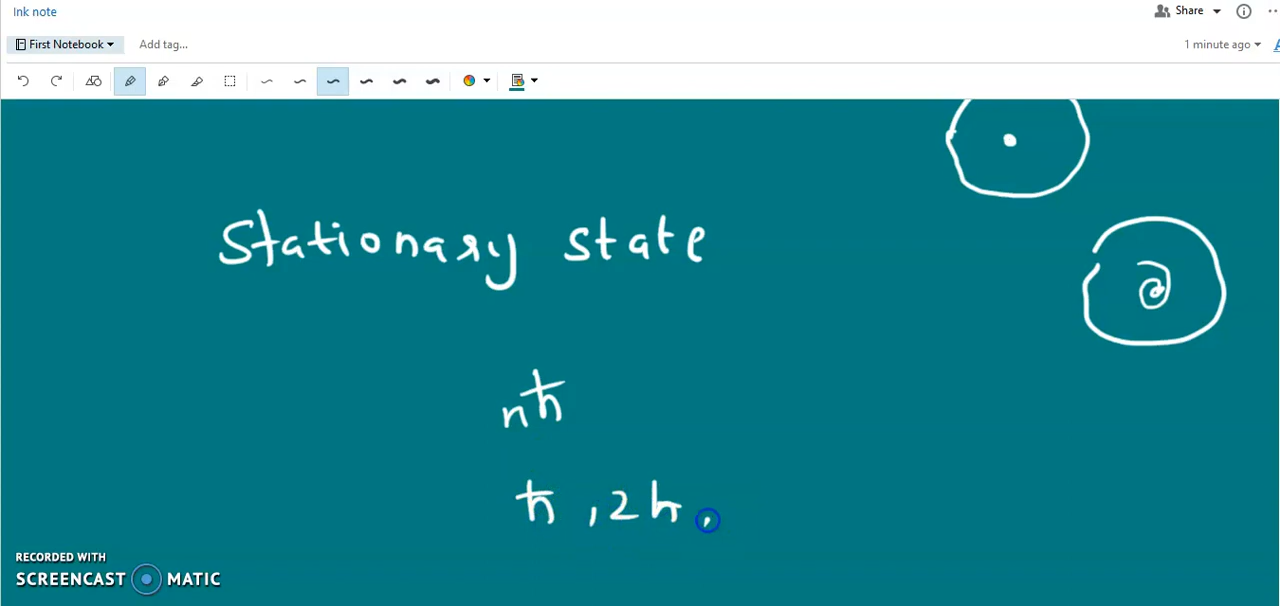 Ink note
Share
First Notebook
Add tag...
1 minute ago
Stationary state
nħ
ħ, 2ħ,
RECORDED WITH
SCREENCAST MATIC